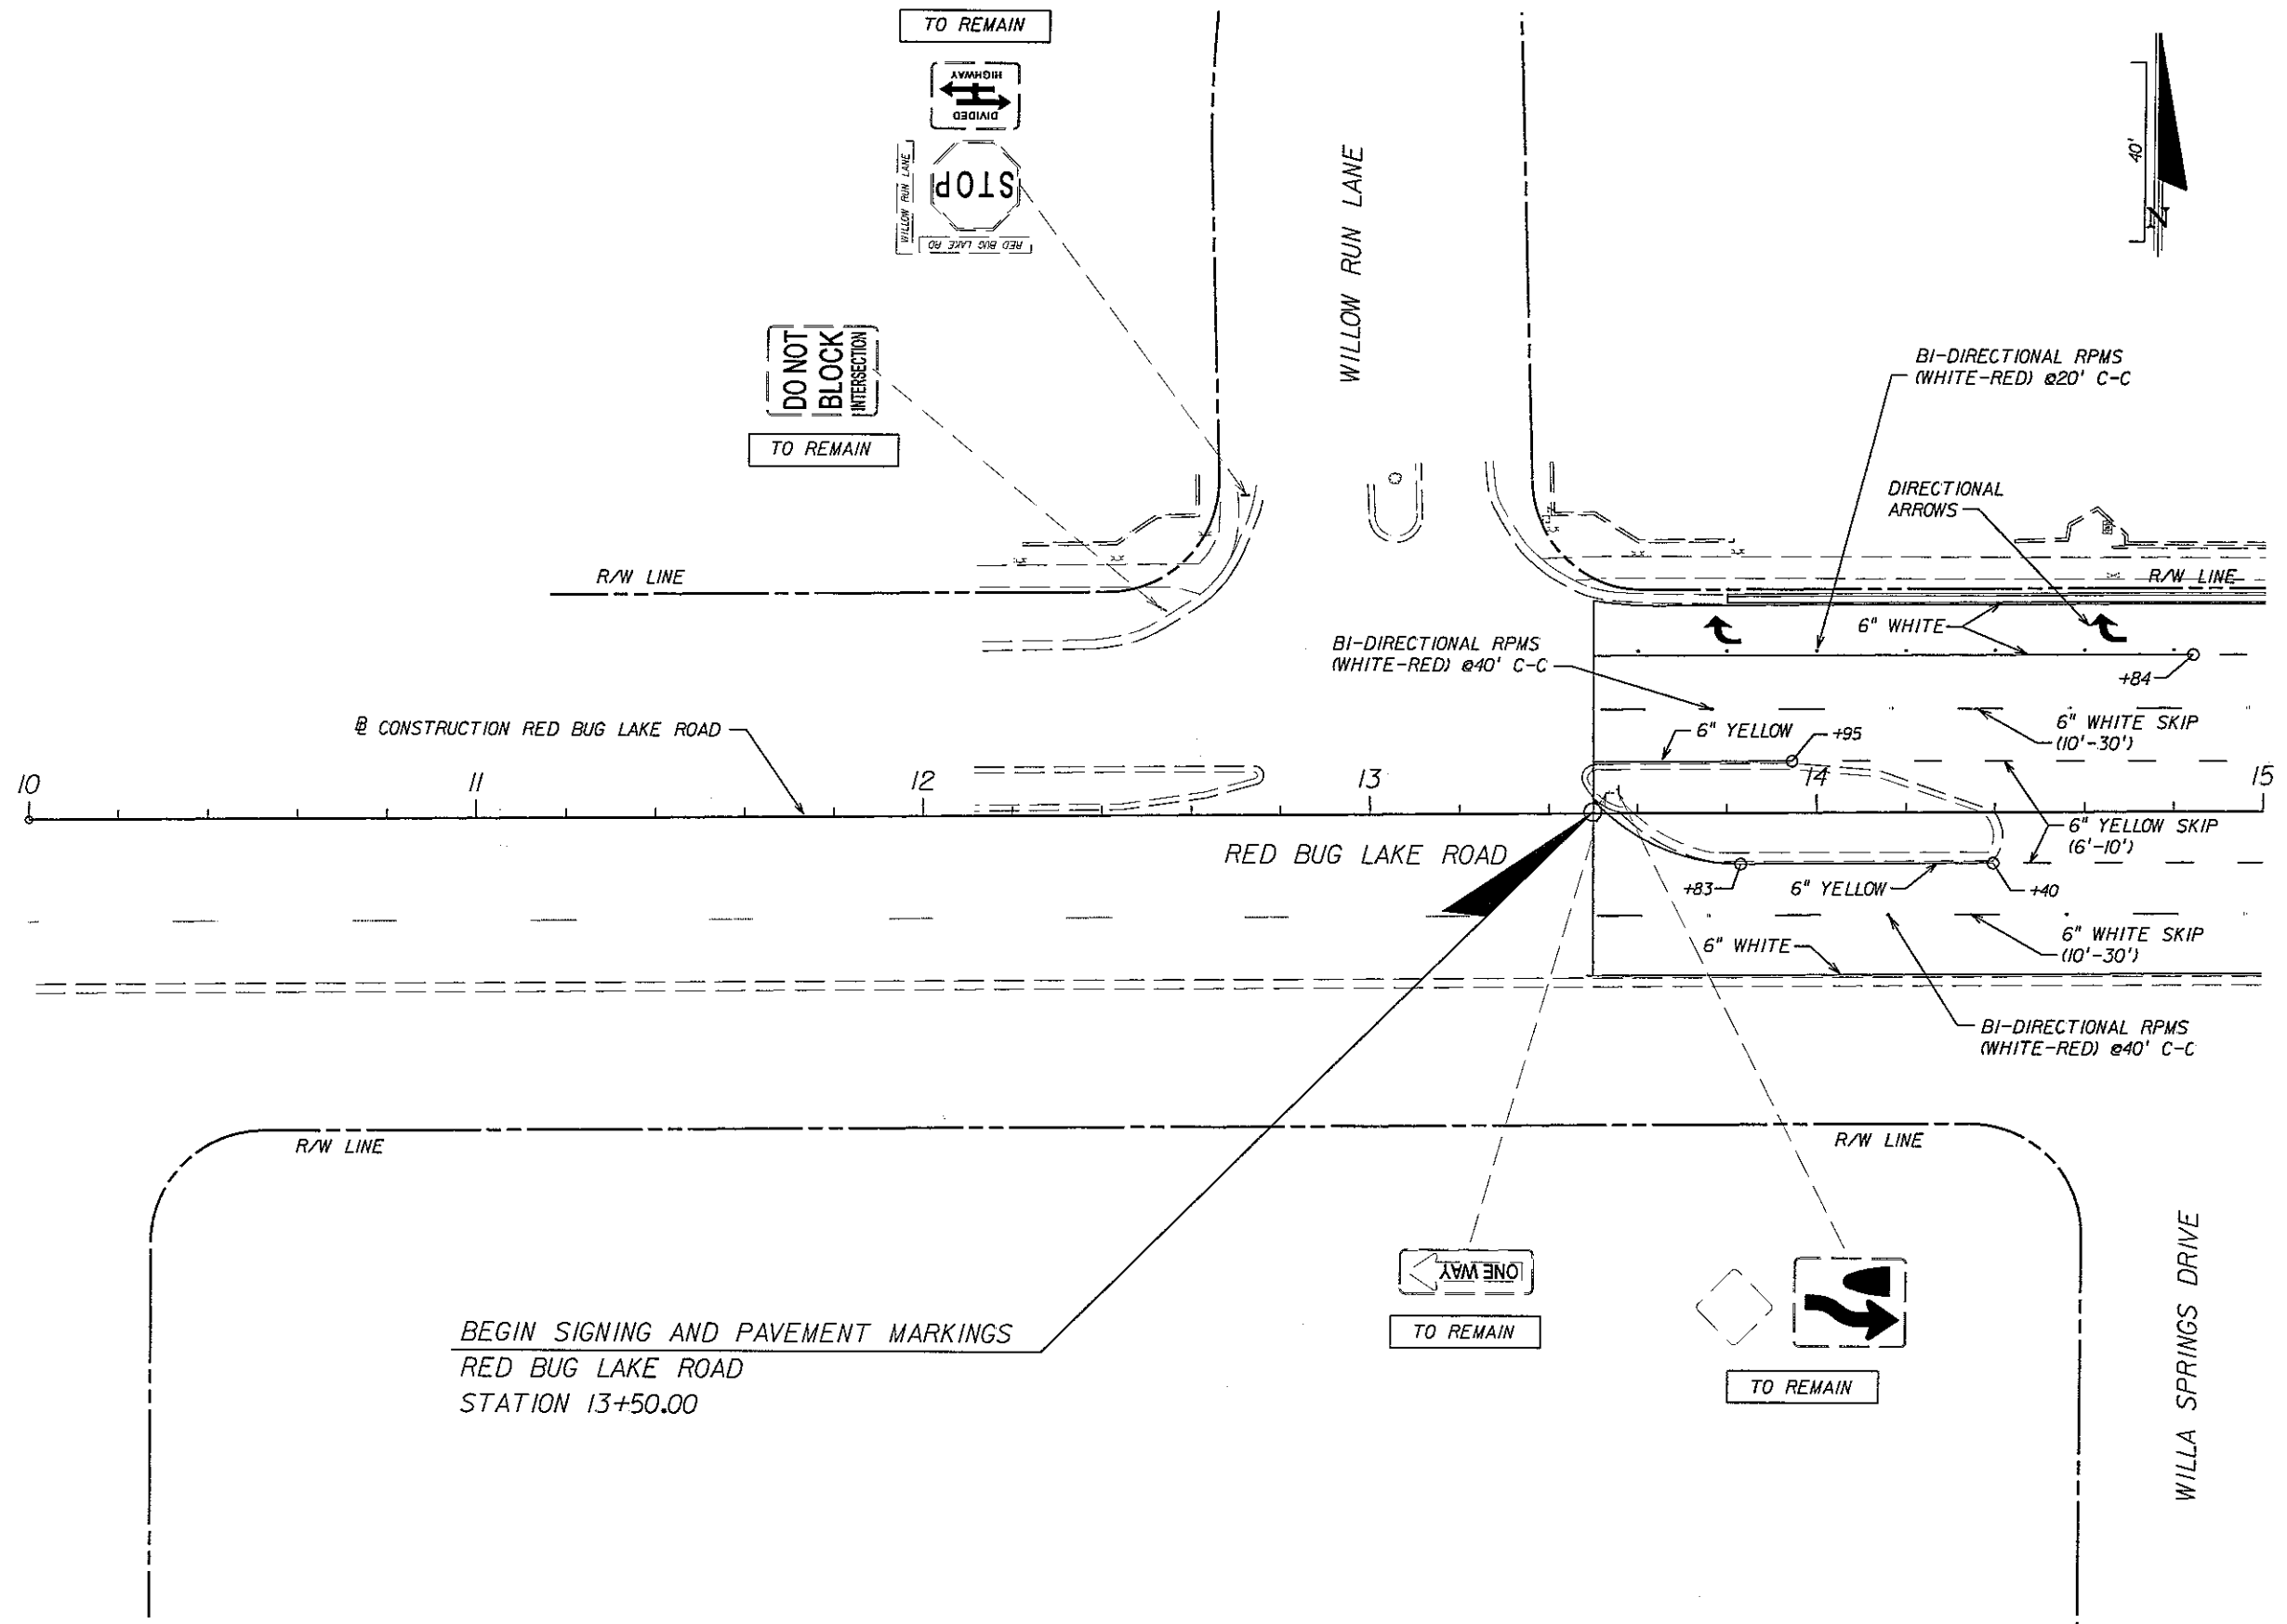 TO REMAIN
DIVIDED
HIGHWAY
STOP
WILLOW RUN LANE
RED BUG LAKE RD
DO NOT
BLOCK
INTERSECTION
TO REMAIN
WILLOW RUN LANE
40'
N
BI-DIRECTIONAL RPMS
(WHITE-RED) @20' C-C
DIRECTIONAL
ARROWS
R/W LINE
R/W LINE
6" WHITE
BI-DIRECTIONAL RPMS
(WHITE-RED) @40' C-C
+84
℄ CONSTRUCTION RED BUG LAKE ROAD
6" YELLOW
+95
6" WHITE SKIP
(10'-30')
10
11
12
13
14
15
RED BUG LAKE ROAD
6" YELLOW SKIP
(6'-10')
+83
6" YELLOW
+40
6" WHITE
6" WHITE SKIP
(10'-30')
BI-DIRECTIONAL RPMS
(WHITE-RED) @40' C-C
R/W LINE
R/W LINE
ONE WAY
TO REMAIN
TO REMAIN
WILLA SPRINGS DRIVE
BEGIN SIGNING AND PAVEMENT MARKINGS
RED BUG LAKE ROAD
STATION 13+50.00